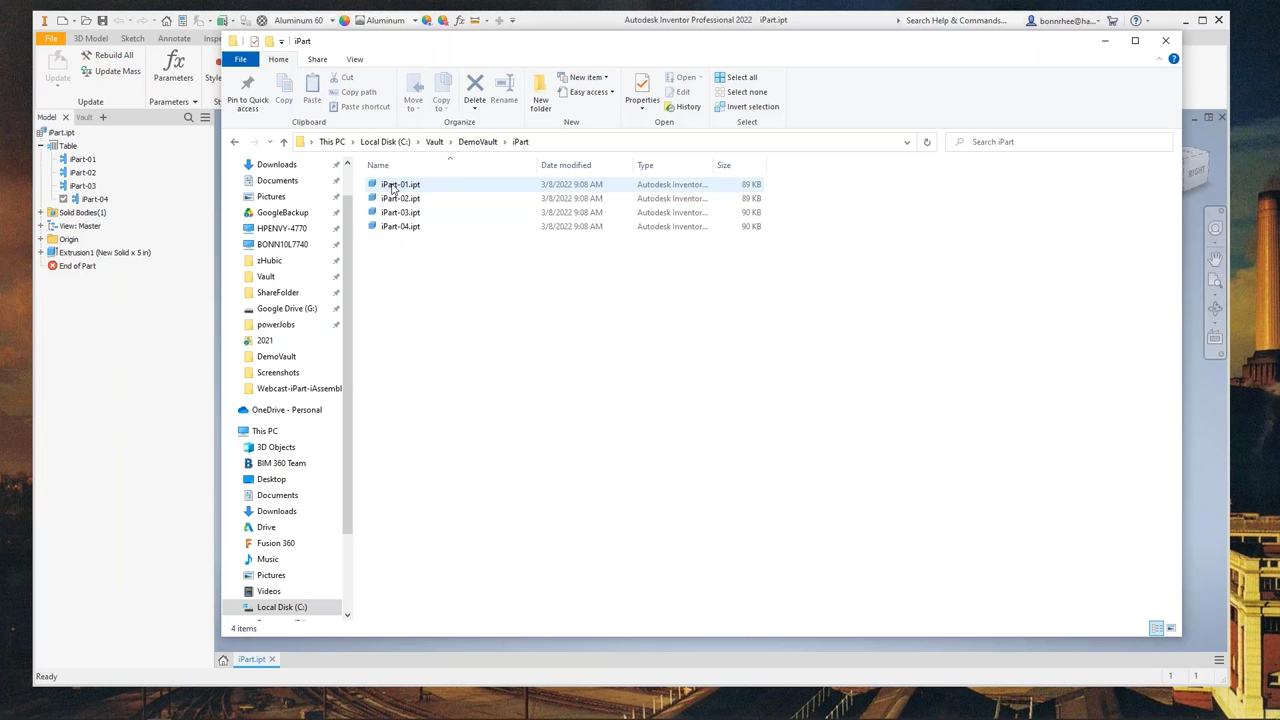 Aluminum 60
Aluminum
Autodesk Inventor Professional 2022 iPart.ipt
Search Help & Commands...
bonnrhee@ha...
File
3D Model
Sketch
Annotate
Inspe
Update
Rebuild All
Update Mass
Parameters
Style
Update
Parameters
Model
Vault
iPart.ipt
Table
iPart-01
iPart-02
iPart-03
iPart-04
Solid Bodies(1)
View: Master
Origin
Extrusion1 (New Solid x 5 in)
End of Part
iPart
File
Home
Share
View
Pin to Quick access
Copy
Paste
Cut
Copy path
Paste shortcut
Clipboard
Move to
Copy to
Delete
Rename
Organize
New folder
New item
Easy access
New
Properties
Open
Edit
History
Open
Select all
Select none
Invert selection
Select
This PC > Local Disk (C:) > Vault > DemoVault > iPart
Search iPart
Name
Date modified
Type
Size
iPart-01.ipt 3/8/2022 9:08 AM Autodesk Inventor... 89 KB
iPart-02.ipt 3/8/2022 9:08 AM Autodesk Inventor... 89 KB
iPart-03.ipt 3/8/2022 9:08 AM Autodesk Inventor... 90 KB
iPart-04.ipt 3/8/2022 9:08 AM Autodesk Inventor... 90 KB
Downloads
Documents
Pictures
GoogleBackup
HPENVY-4770
BONN10L7740
zHubic
Vault
ShareFolder
Google Drive (G:)
powerJobs
2021
DemoVault
Screenshots
Webcast-iPart-iAssembl
OneDrive - Personal
This PC
3D Objects
BIM 360 Team
Desktop
Documents
Downloads
Drive
Fusion 360
Music
Pictures
Videos
Local Disk (C:)
4 items
RIGHT
iPart.ipt
Ready
1 1